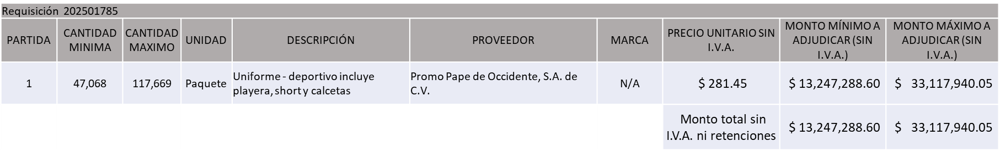 Requisición 202501785
PARTIDA
CANTIDAD
MINIMA
CANTIDAD
MAXIMO
UNIDAD
DESCRIPCIÓN
PROVEEDOR
MARCA
PRECIO UNITARIO SIN
I.V.A.
MONTO MÍNIMO A
ADJUDICAR (SIN
I.V.A.)
MONTO MÁXIMO A
ADJUDICAR (SIN
I.V.A.)
1
47,068
117,669
Paquete
Uniforme - deportivo incluye
playera, short y calcetas
Promo Pape de Occidente, S.A. de
C.V.
N/A
$ 281.45
$ 13,247,288.60
$ 33,117,940.05
Monto total sin
I.V.A. ni retenciones
$ 13,247,288.60
$ 33,117,940.05